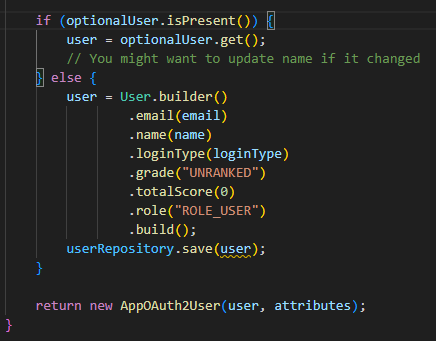 if (optionalUser.isPresent()) {
user = optionalUser.get();
// You might want to update name if it changed
} else {
user = User.builder()
.email(email)
.name(name)
.loginType(loginType)
.grade("UNRANKED")
.totalScore(0)
.role("ROLE_USER")
.build();
userRepository.save(user);
}
return new AppOAuth2User(user, attributes);
}